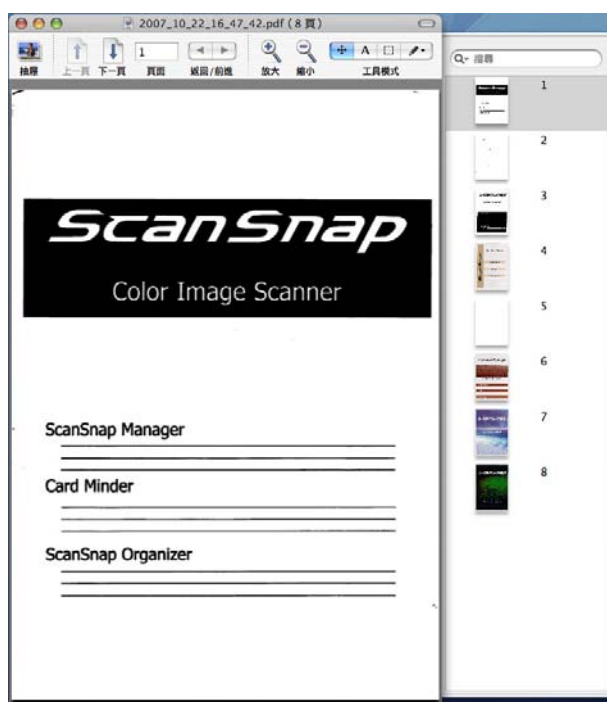 2007_10_22_16_47_42.pdf (8 頁)
1
抽屜 上一頁 下一頁 頁面 返回/前進 放大 縮小 工具模式
A
搜尋
1
2
3
4
5
6
7
8
ScanSnap
Color Image Scanner
ScanSnap Manager
Card Minder
ScanSnap Organizer